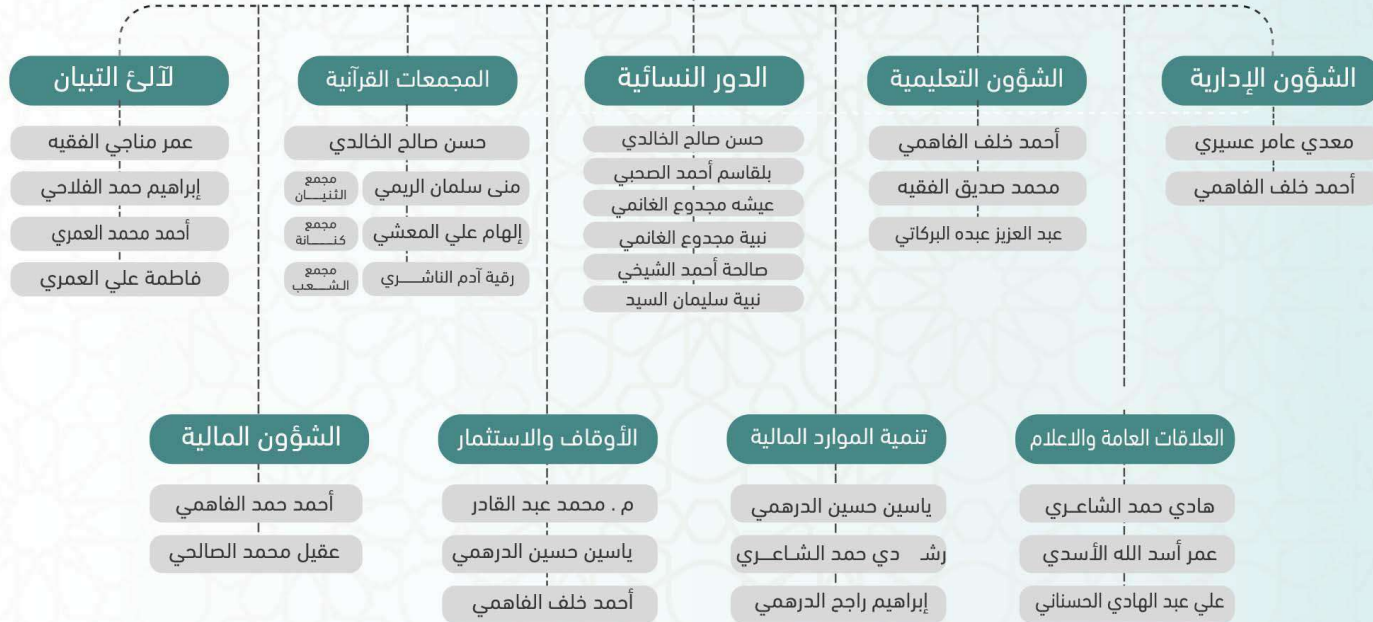 الشؤون الإدارية
معدي عامر عسيري
أحمد خلف الفاهمي
الشؤون التعليمية
أحمد خلف الفاهمي
محمد صديق الفقيه
عبد العزيز عبده البركاتي
الدور النسائية
حسن صالح الخالدي
بلقاسم أحمد الصحبي
عيشه مجدوع الغانمي
نبية مجدوع الغانمي
صالحة أحمد الشيخي
نبية سليمان السيد
المجمعات القرآنية
حسن صالح الخالدي
منى سلمان الريمي
مجمع
الثنيـــان
إلهام علي المعشي
مجمع
كنـــــانة
رقية آدم الناشـــــري
مجمع
الشـــعب
لآلئ التبيان
عمر مناجي الفقيه
إبراهيم حمد الفلاحي
أحمد محمد العمري
فاطمة علي العمري
العلاقات العامة والاعلام
هادي حمد الشاعــري
عمر أسد الله الأسدي
علي عبد الهادي الحسناني
تنمية الموارد المالية
ياسين حسين الدرهمي
رشـ دي حمد الشـاعـــري
إبراهيم راجح الدرهمي
الأوقاف والاستثمار
م . محمد عبد القادر
ياسين حسين الدرهمي
أحمد خلف الفاهمي
الشؤون المالية
أحمد حمد الفاهمي
عقيل محمد الصالحي